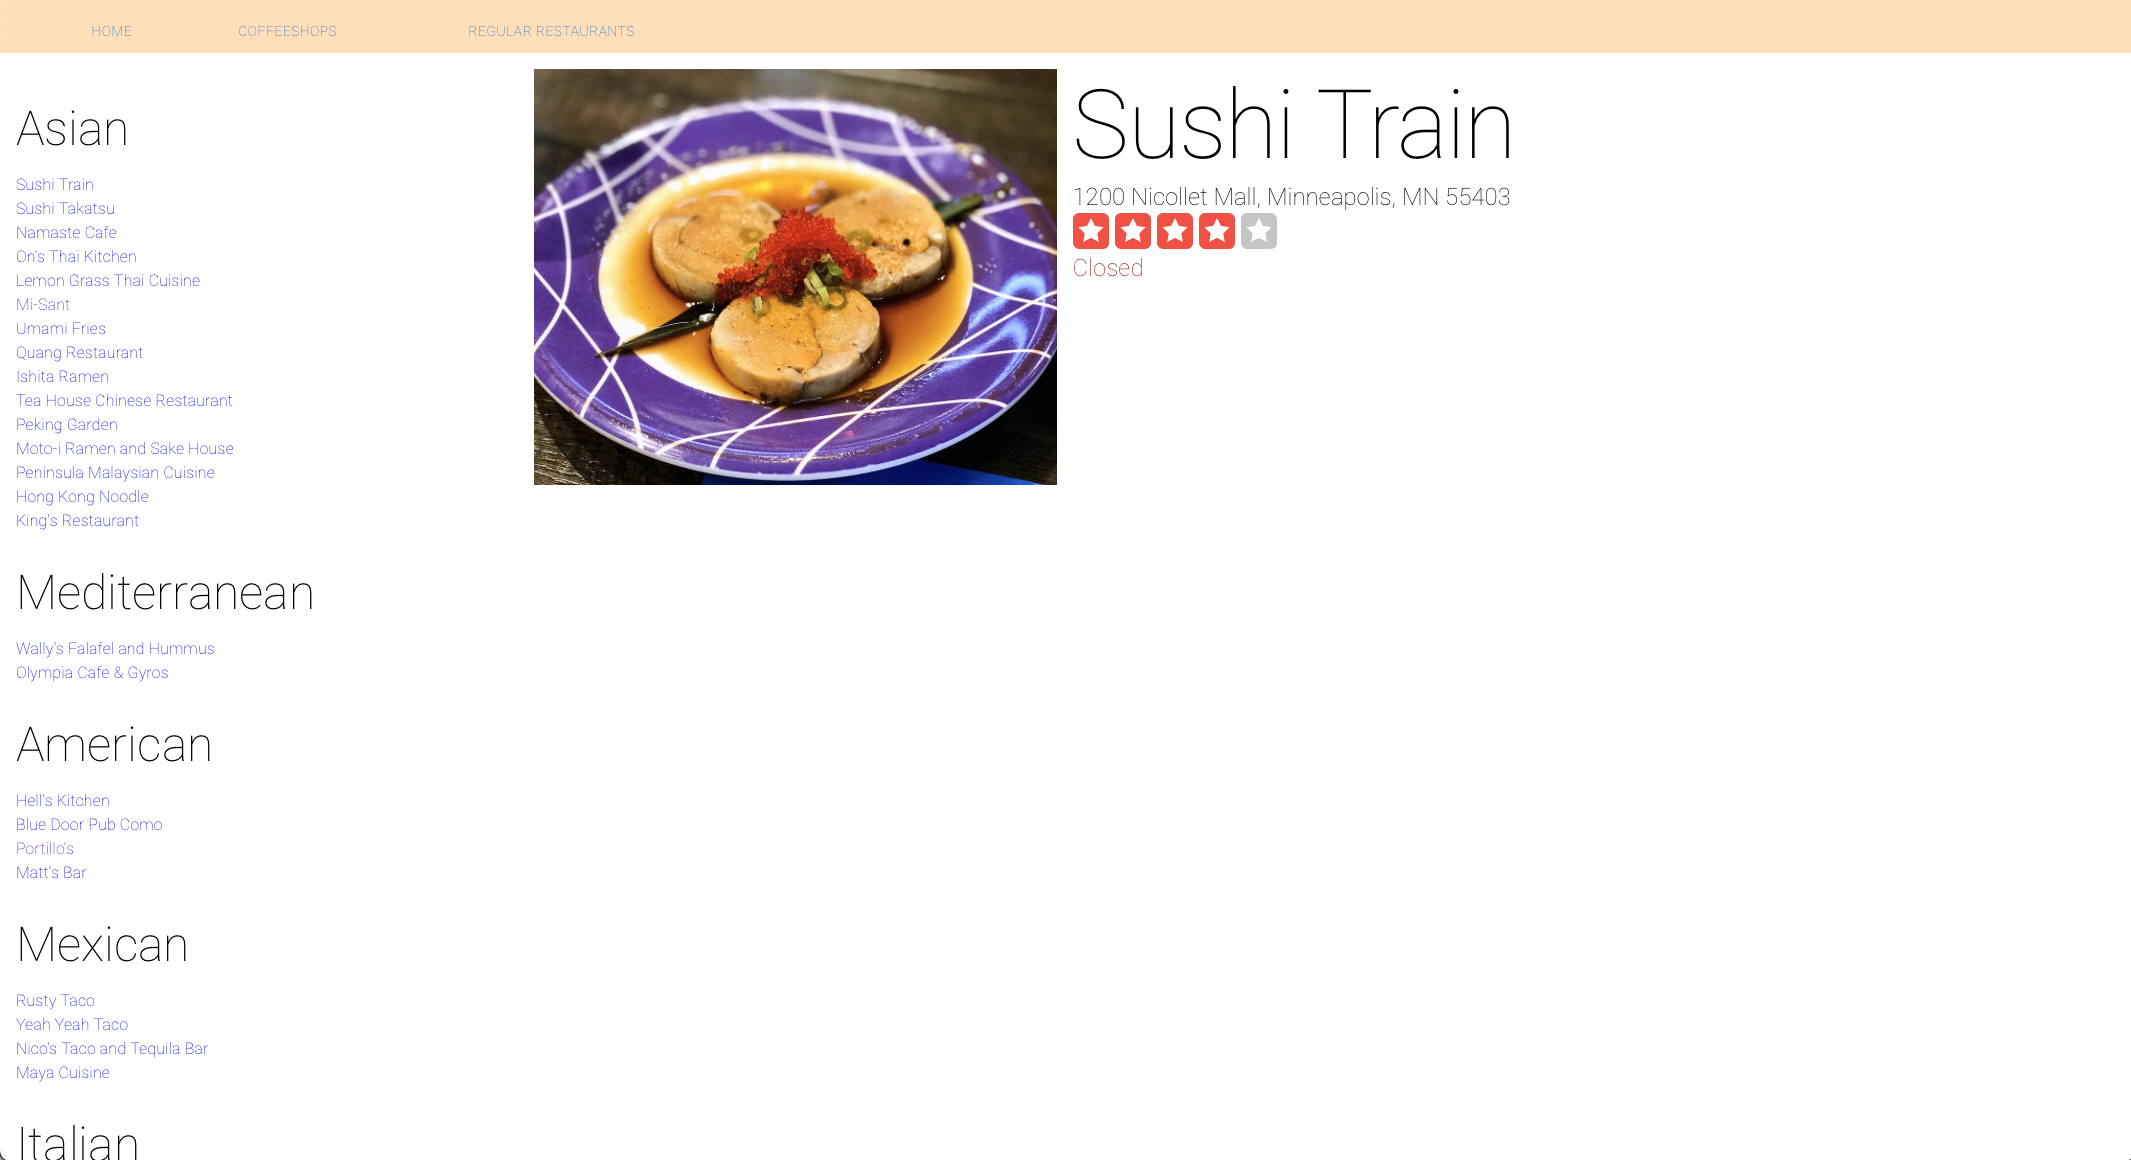 HOME COFFEESHOPS REGULAR RESTAURANTS
Asian
Sushi Train
Sushi Takatsu
Namaste Cafe
On's Thai Kitchen
Lemon Grass Thai Cuisine
Mi-Sant
Umami Fries
Quang Restaurant
Ishita Ramen
Tea House Chinese Restaurant
Peking Garden
Moto-i Ramen and Sake House
Peninsula Malaysian Cuisine
Hong Kong Noodle
King's Restaurant
Mediterranean
Wally's Falafel and Hummus
Olympia Cafe & Gyros
American
Hell's Kitchen
Blue Door Pub Como
Portillo's
Matt's Bar
Mexican
Rusty Taco
Yeah Yeah Taco
Nico's Taco and Tequila Bar
Maya Cuisine
Italian
Sushi Train
1200 Nicollet Mall, Minneapolis, MN 55403
Closed